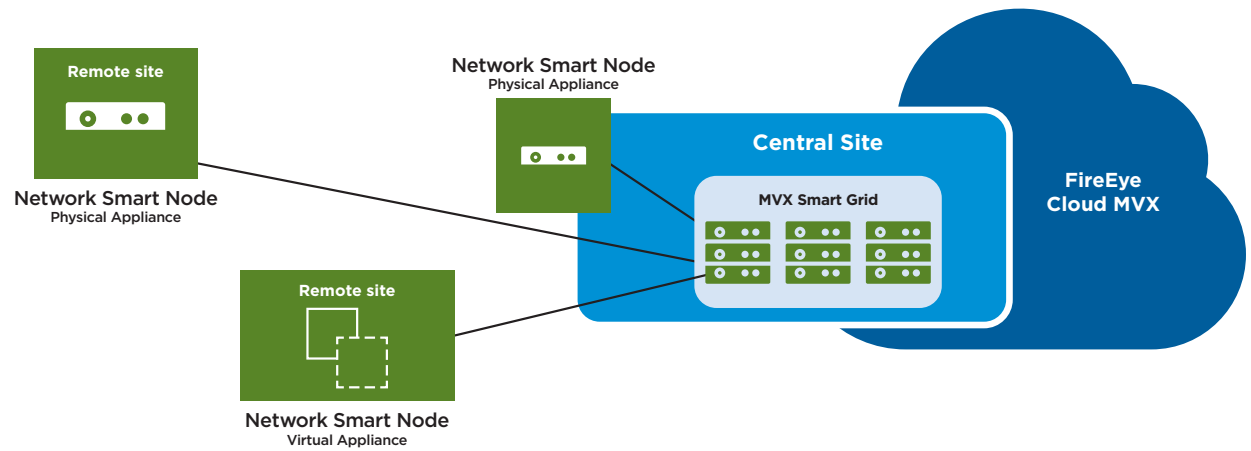 Remote site
Network Smart Node
Physical Appliance
Network Smart Node
Physical Appliance
Central Site
MVX Smart Grid
FireEye
Cloud MVX
Remote site
Network Smart Node
Virtual Appliance